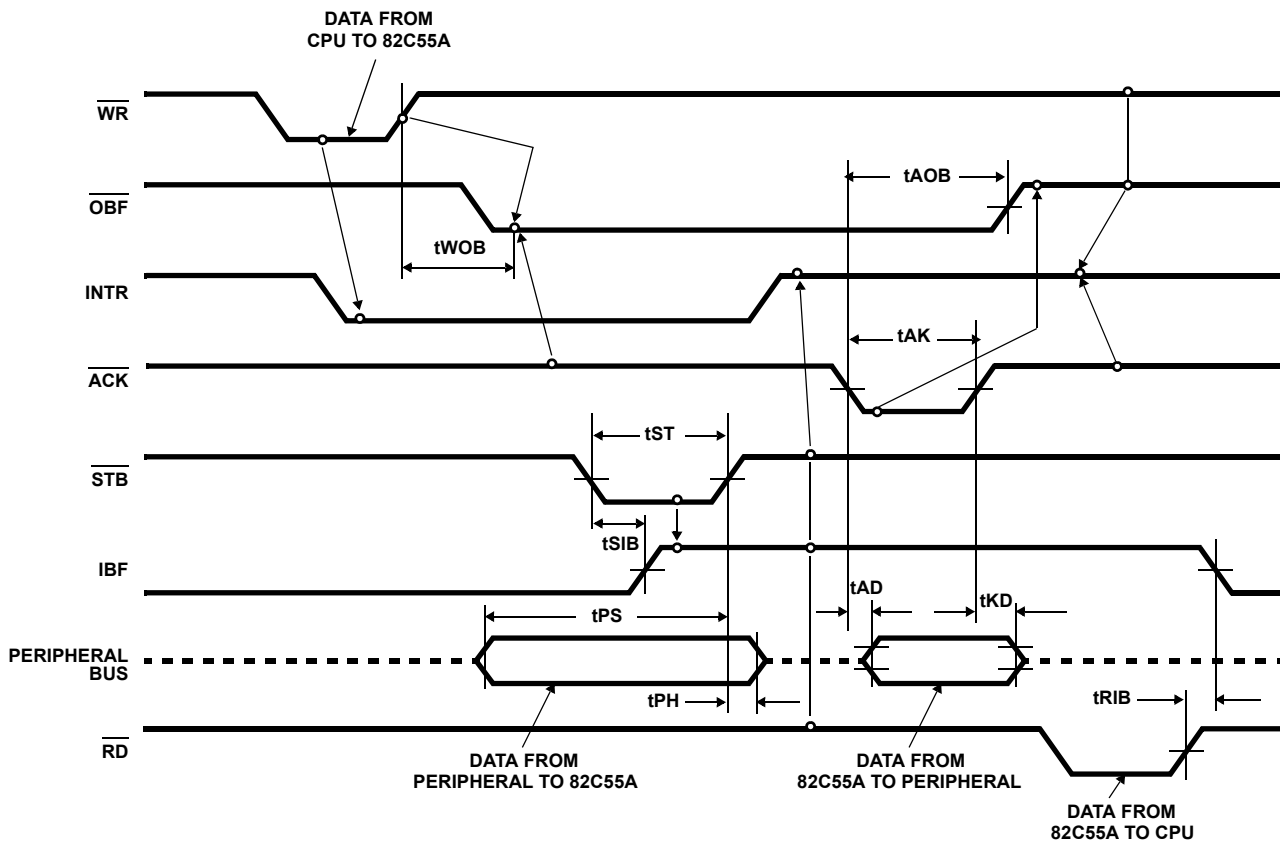 DATA FROM
CPU TO 82C55A
WR
OBF
tAOB
tWOB
INTR
tAK
ACK
tST
STB
tSIB
IBF
tAD
tKD
tPS
PERIPHERAL
BUS
tPH
tRIB
RD
DATA FROM
PERIPHERAL TO 82C55A
DATA FROM
82C55A TO PERIPHERAL
DATA FROM
82C55A TO CPU